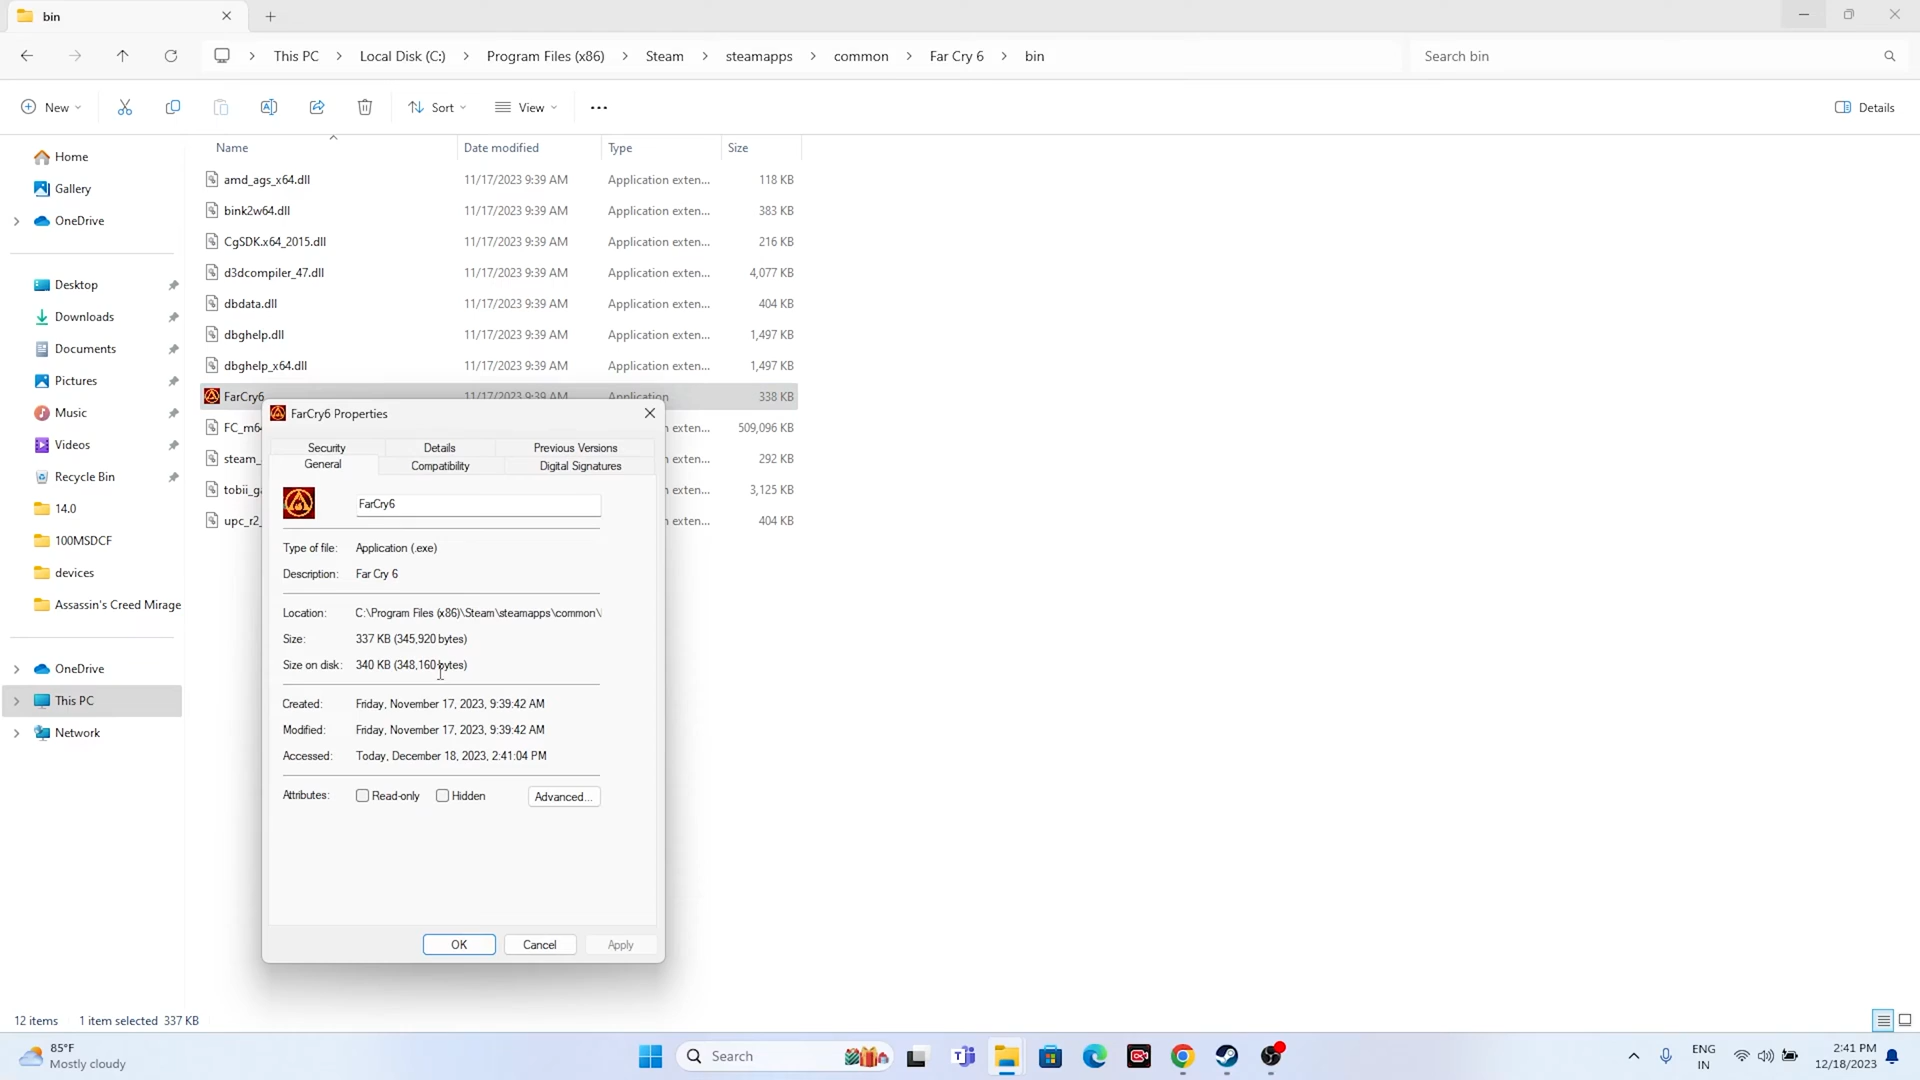 bin
This PC > Local Disk (C:) > Program Files (x86) > Steam > steamapps > common > Far Cry 6 > bin
Search bin
New
Sort
View
Details
Home
Gallery
OneDrive
Desktop
Downloads
Documents
Pictures
Music
Videos
Recycle Bin
14.0
100MSDCF
devices
Assassin's Creed Mirage
OneDrive
This PC
Network
Name Date modified Type Size
amd_ags_x64.dll 11/17/2023 9:39 AM Application exten... 118 KB
bink2w64.dll 11/17/2023 9:39 AM Application exten... 383 KB
CgSDK.x64_2015.dll 11/17/2023 9:39 AM Application exten... 216 KB
d3dcompiler_47.dll 11/17/2023 9:39 AM Application exten... 4,077 KB
dbdata.dll 11/17/2023 9:39 AM Application exten... 404 KB
dbghelp.dll 11/17/2023 9:39 AM Application exten... 1,497 KB
dbghelp_x64.dll 11/17/2023 9:39 AM Application exten... 1,497 KB
FarCry6 11/17/2023 9:39 AM Application 338 KB
FC_m64 exten... 509,096 KB
steam_ exten... 292 KB
tobii_ga exten... 3,125 KB
upc_r2_ exten... 404 KB
FarCry6 Properties
Security Details Previous Versions
General Compatibility Digital Signatures
FarCry6
Type of file: Application (.exe)
Description: Far Cry 6
Location: C:\Program Files (x86)\Steam\steamapps\common\
Size: 337 KB (345,920 bytes)
Size on disk: 340 KB (348,160 bytes)
Created: Friday, November 17, 2023, 9:39:42 AM
Modified: Friday, November 17, 2023, 9:39:42 AM
Accessed: Today, December 18, 2023, 2:41:04 PM
Attributes: Read-only Hidden Advanced...
OK Cancel Apply
12 items 1 item selected 337 KB
85°F
Mostly cloudy
Search
ENG
IN
2:41 PM
12/18/2023